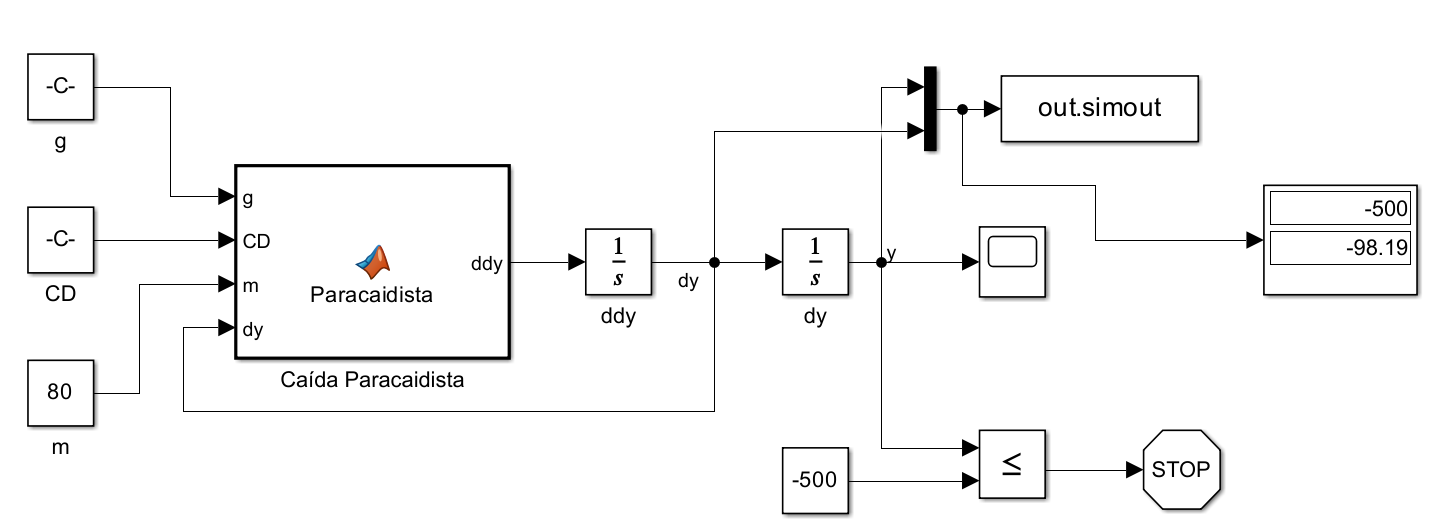 -C-
g
-C-
CD
80
m
g
CD
m
dy
Paracaidista
ddy
Caída Paracaidista
1
s
ddy
dy
1
s
dy
y
out.simout
-500
-98.19
-500
≤
STOP